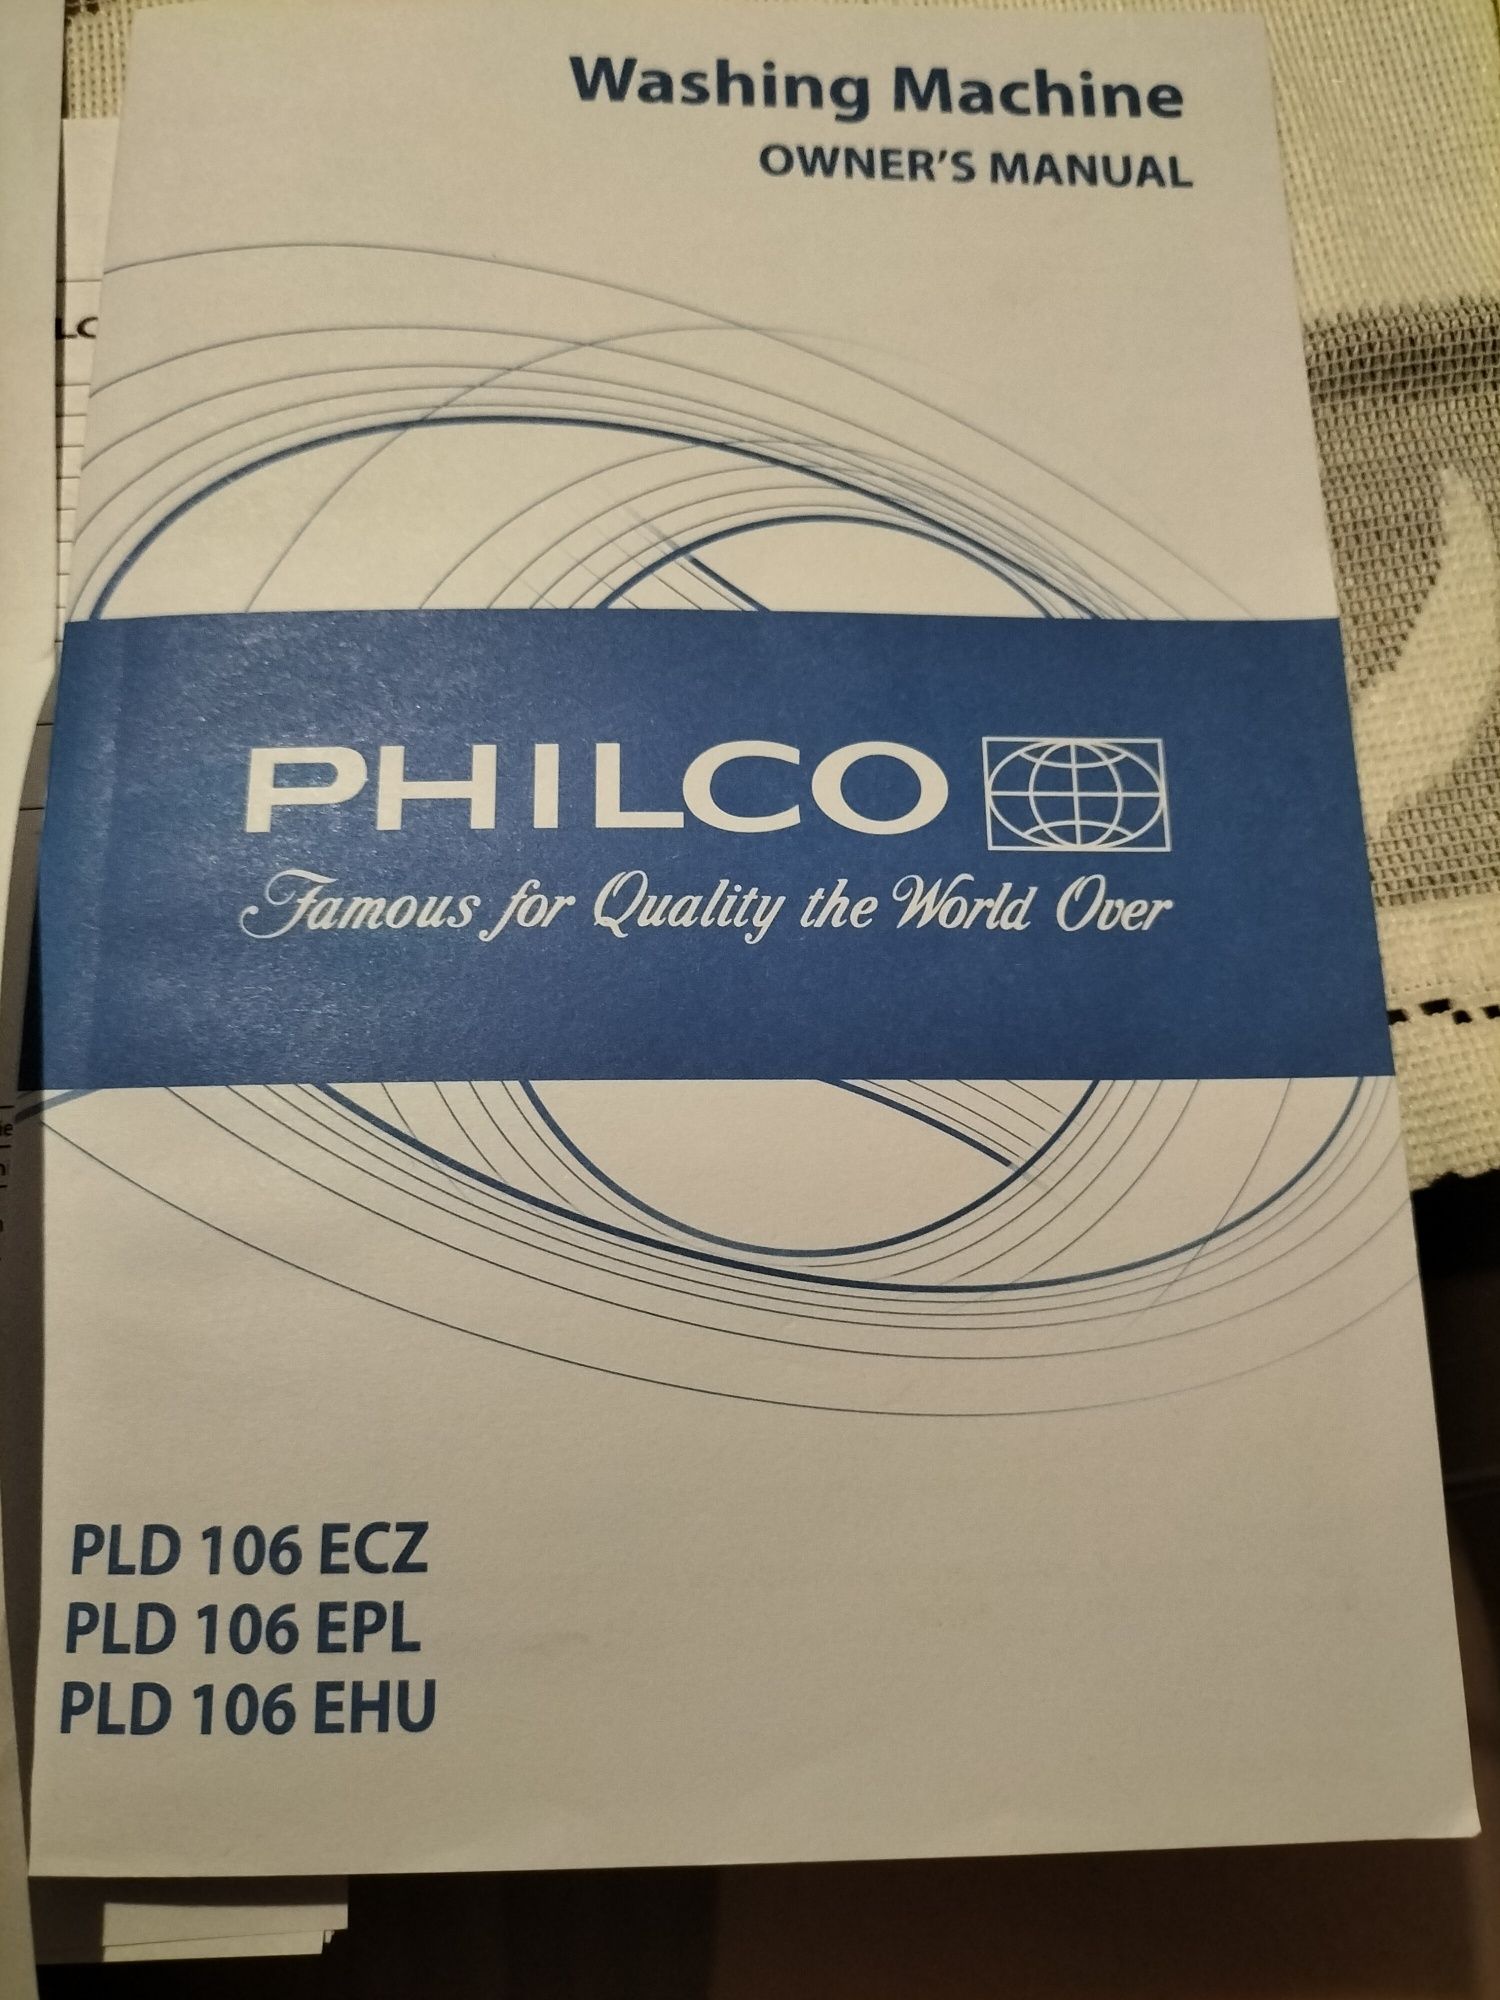 Washing Machine
OWNER'S MANUAL
LC
PHILCO
Famous for Quality the World Over
PLD 106 ECZ
PLD 106 EPL
PLD 106 EHU